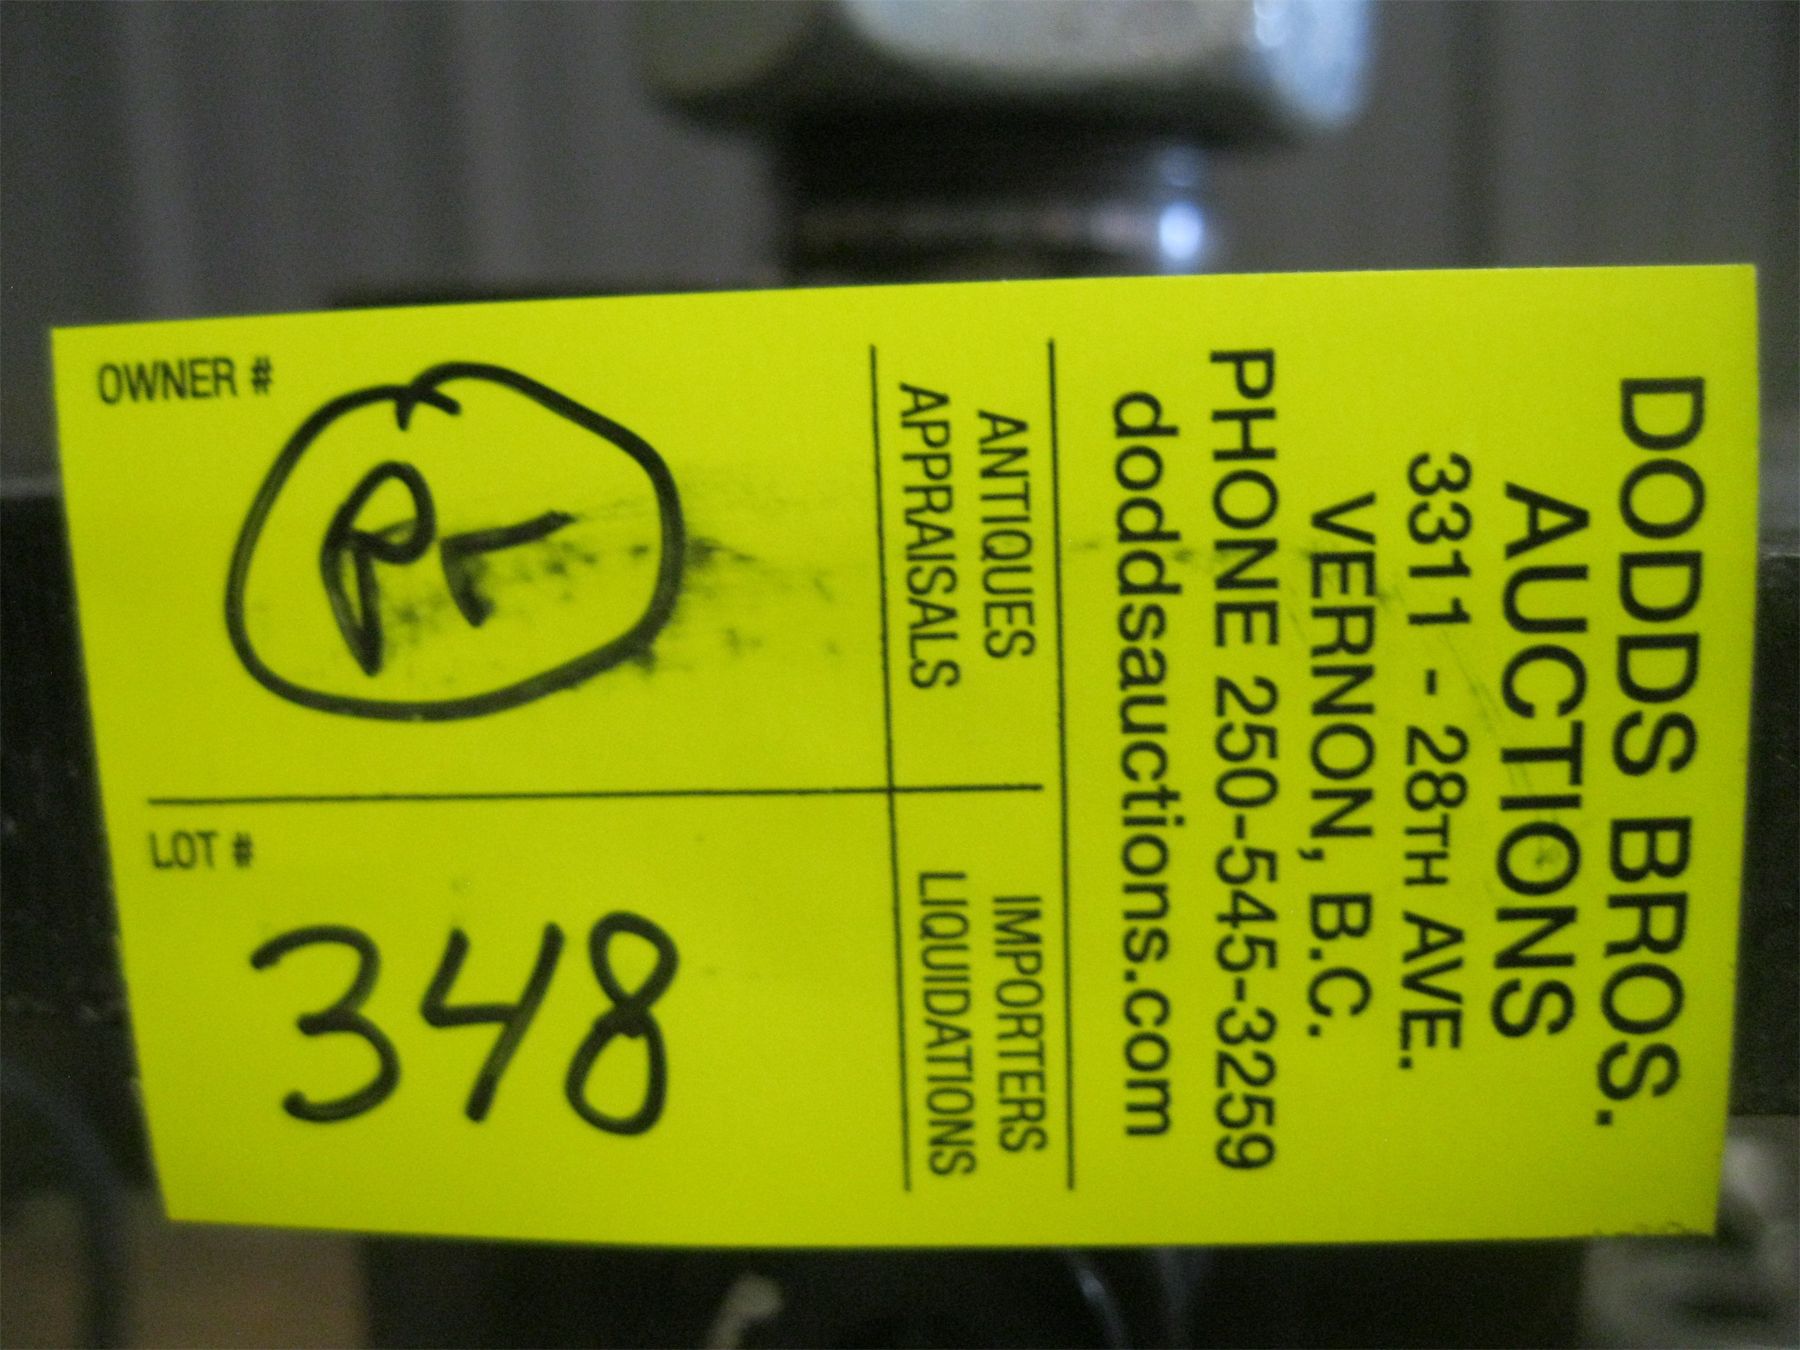 DODDS BROS.
AUCTIONS
3311 - 28TH AVE.
VERNON, B.C.
PHONE 250-545-3259
doddsauctions.com
ANTIQUES
APPRAISALS
IMPORTERS
LIQUIDATIONS
OWNER #
PT
LOT #
348